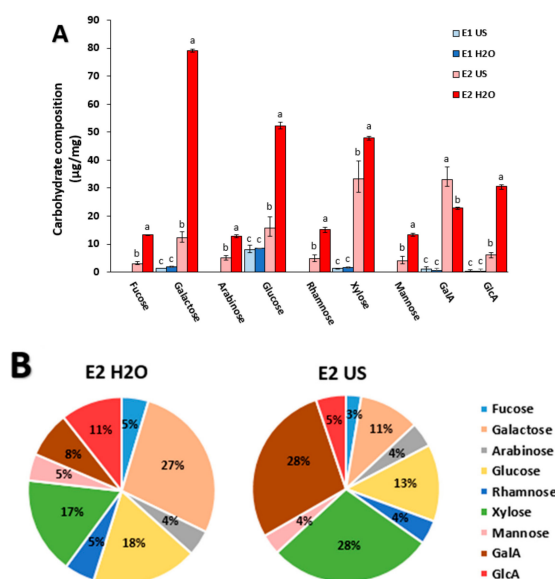 A
E1 US
E1 H2O
E2 US
E2 H2O
Carbohydrate composition
(µg/mg)
90
80
70
60
50
40
30
20
10
0
b a
c c b a
b a
c c b a
b a
c c b a
b a
c c a b
c c b a
Fucose
Galactose
Arabinose
Glucose
Rhamnose
Xylose
Mannose
GalA
GlcA
B
E2 H2O
5%
27%
4%
18%
5%
17%
5%
8%
11%
E2 US
3%
11%
4%
13%
4%
28%
4%
28%
5%
Fucose
Galactose
Arabinose
Glucose
Rhamnose
Xylose
Mannose
GalA
GlcA